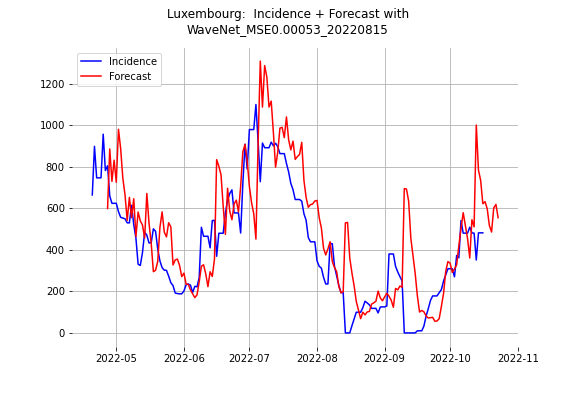 Luxembourg:  Incidence + Forecast with
WaveNet_MSE0.00053_20220815
Incidence
Forecast
1200
1000
800
600
400
200
0
2022-05 2022-06 2022-07 2022-08 2022-09 2022-10 2022-11